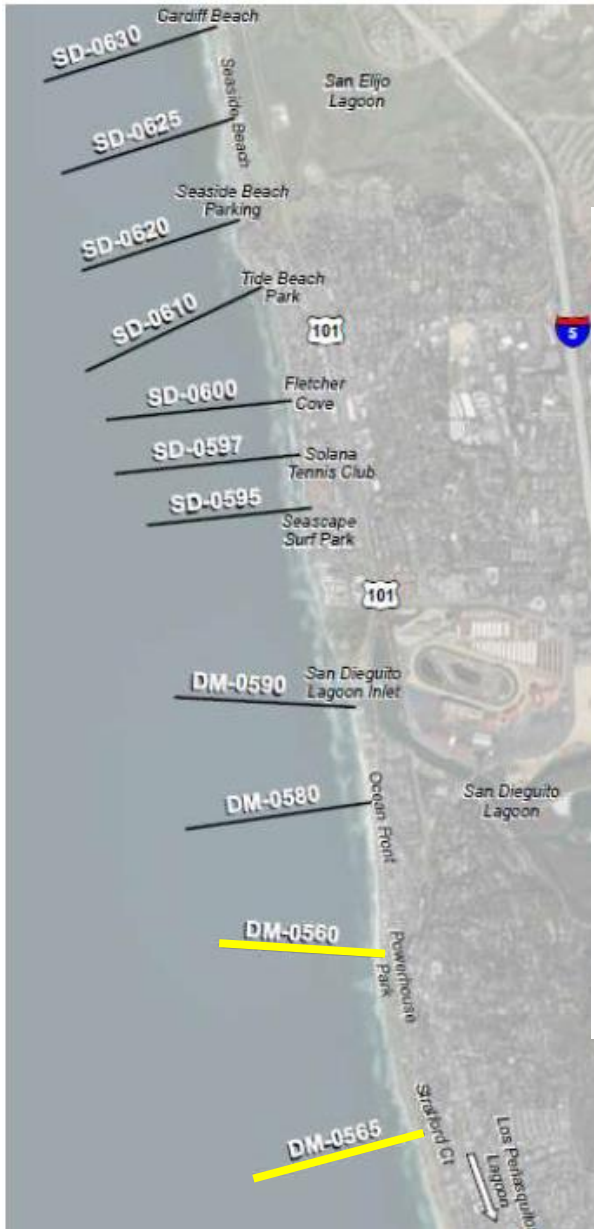 Cardiff Beach
SD-0630
Seaside Beach
San Elijo
Lagoon
SD-0625
Seaside Beach
Parking
SD-0620
Tide Beach
Park
SD-0610
101
5
Fletcher
Cove
SD-0600
Solana
Tennis Club
SD-0597
SD-0595
Seascape
Surf Park
101
San Dieguito
Lagoon Inlet
DM-0590
DM-0580
Ocean Front
San Dieguito
Lagoon
DM-0560
Powerhouse
Park
DM-0565
Stratford Ct
Los Peñasquito
Lagoon